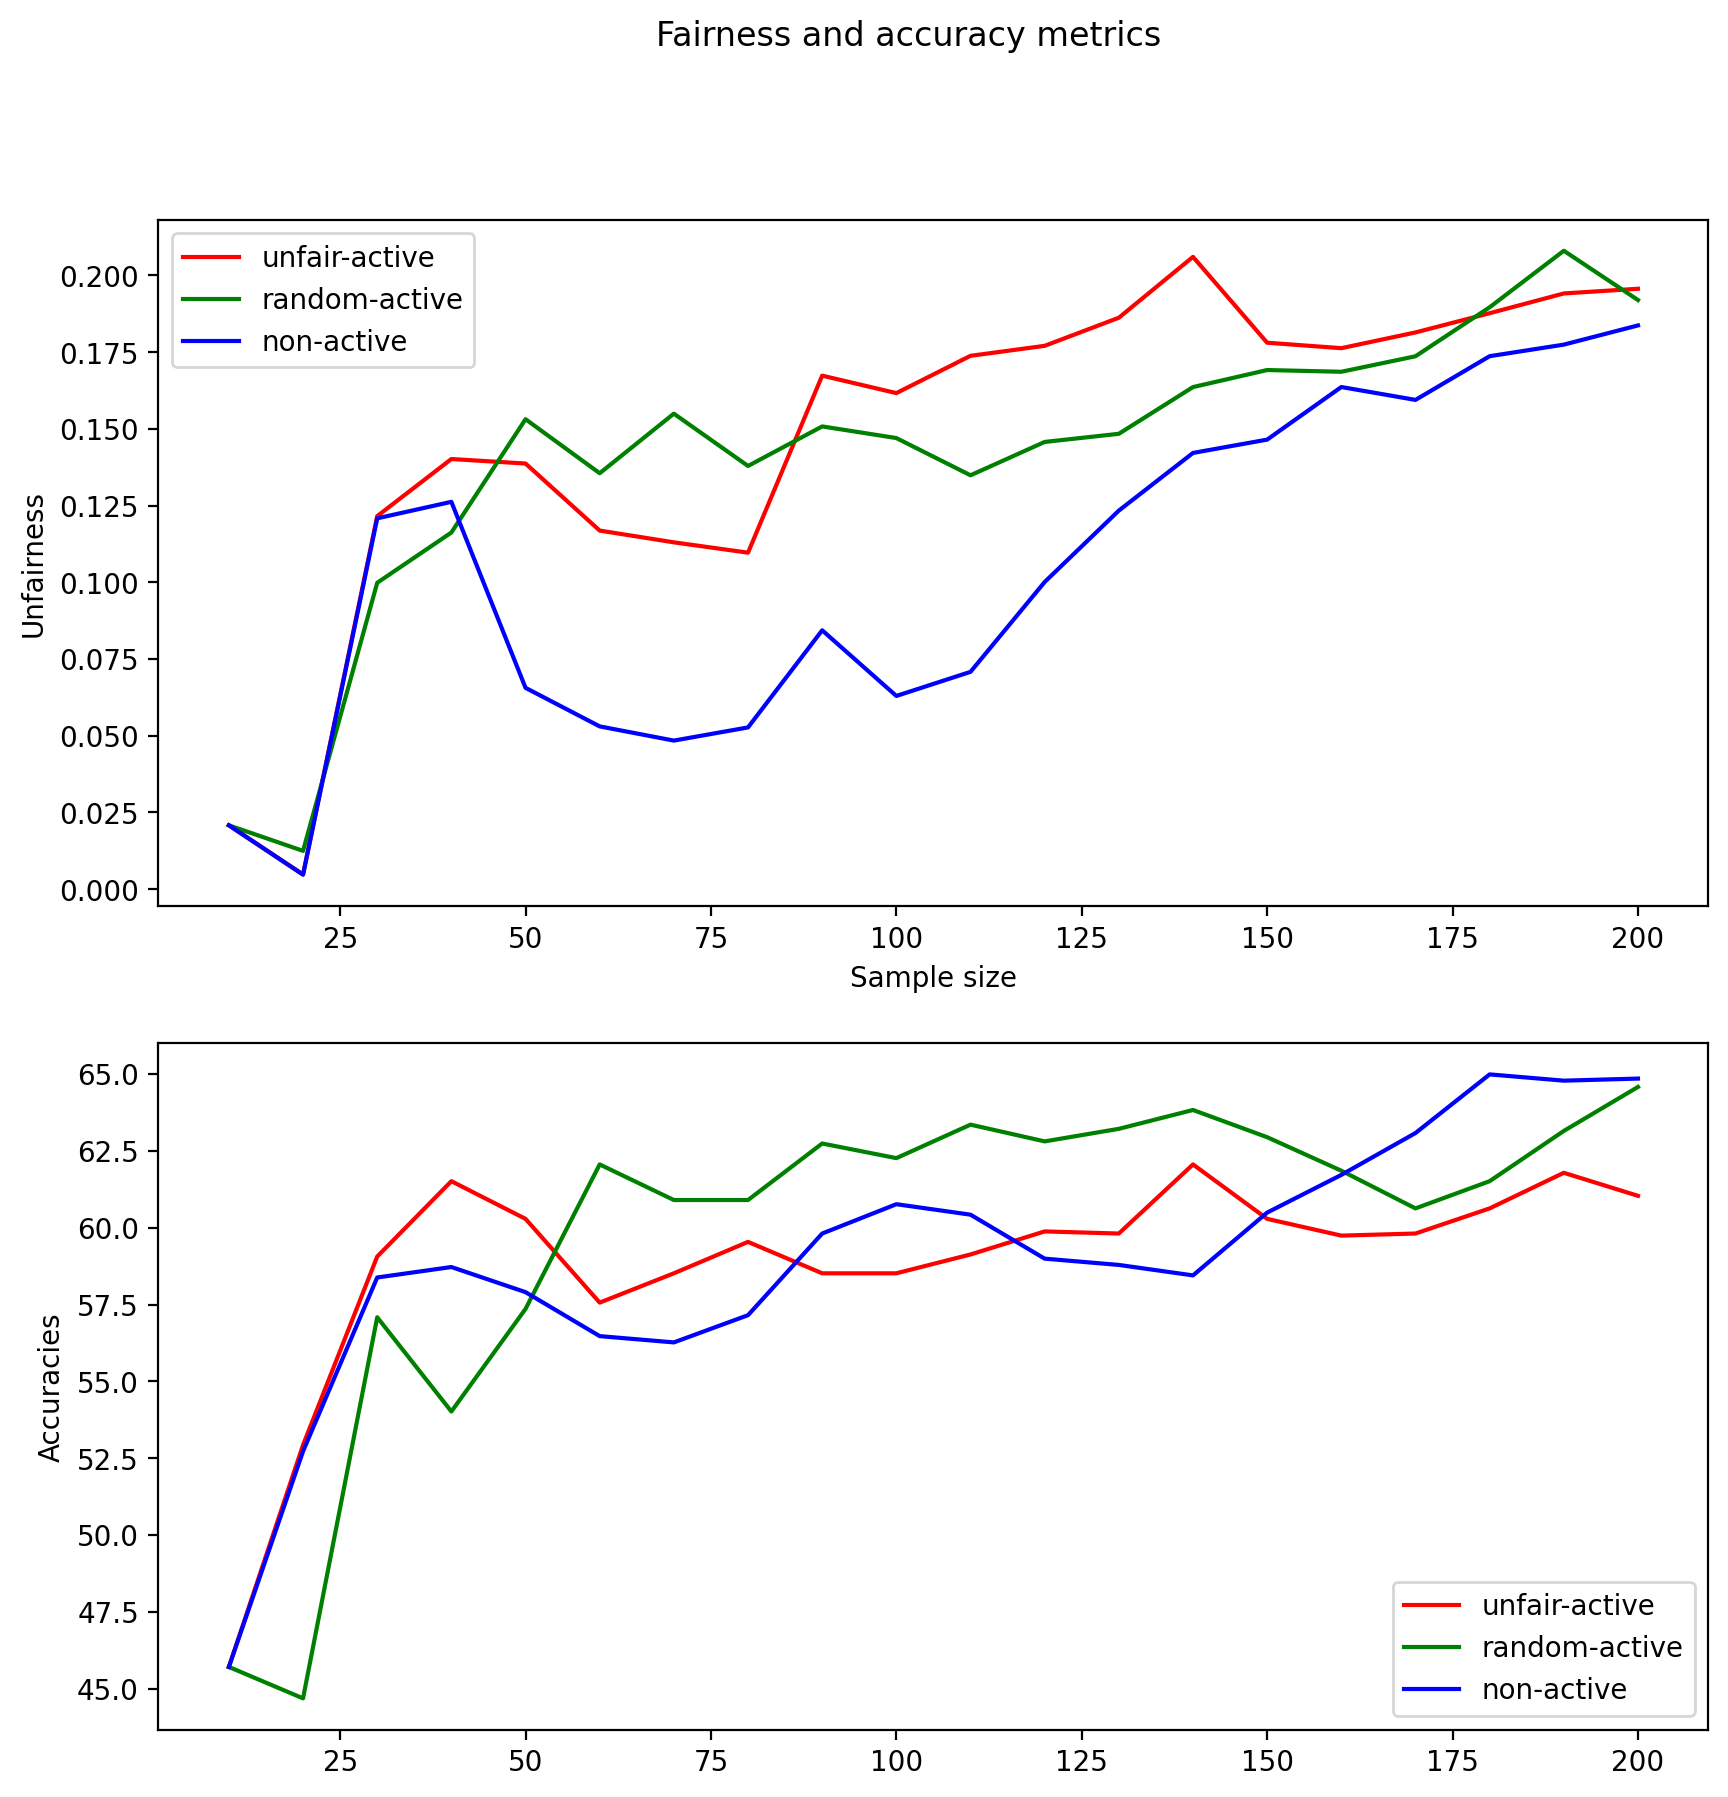 Fairness and accuracy metrics
unfair-active
random-active
non-active
0.200
0.175
0.150
0.125
0.100
0.075
0.050
0.025
0.000
Unfairness
25 50 75 100 125 150 175 200
Sample size
65.0
62.5
60.0
57.5
55.0
52.5
50.0
47.5
45.0
Accuracies
unfair-active
random-active
non-active
25 50 75 100 125 150 175 200